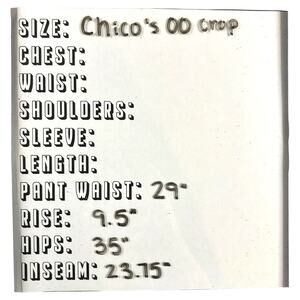 SIZE: Chico's 00 Crop
CHEST:
WAIST:
SHOULDERS:
SLEEVE:
LENGTH:
PANT WAIST: 29"
RISE: 9.5"
HIPS: 35"
INSEAM: 23.75"